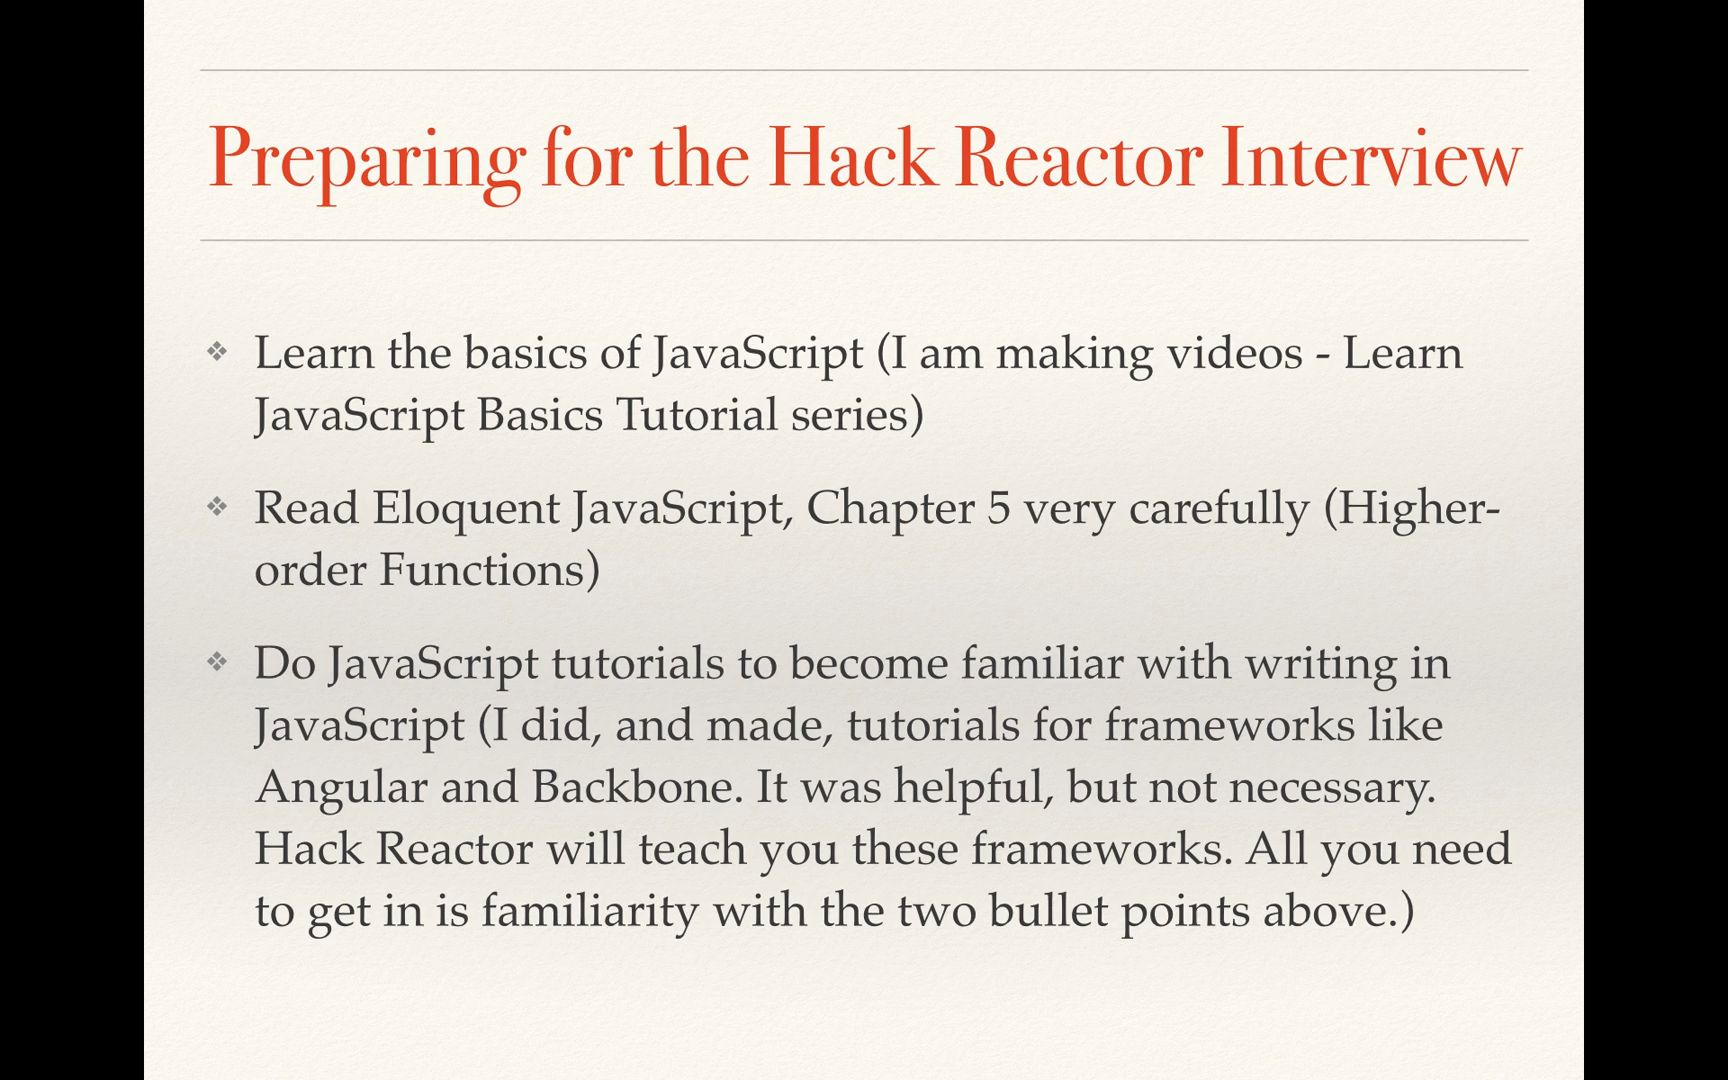 Preparing for the Hack Reactor Interview
❖ Learn the basics of JavaScript (I am making videos - Learn
JavaScript Basics Tutorial series)
❖ Read Eloquent JavaScript, Chapter 5 very carefully (Higher-
order Functions)
❖ Do JavaScript tutorials to become familiar with writing in
JavaScript (I did, and made, tutorials for frameworks like
Angular and Backbone. It was helpful, but not necessary.
Hack Reactor will teach you these frameworks. All you need
to get in is familiarity with the two bullet points above.)